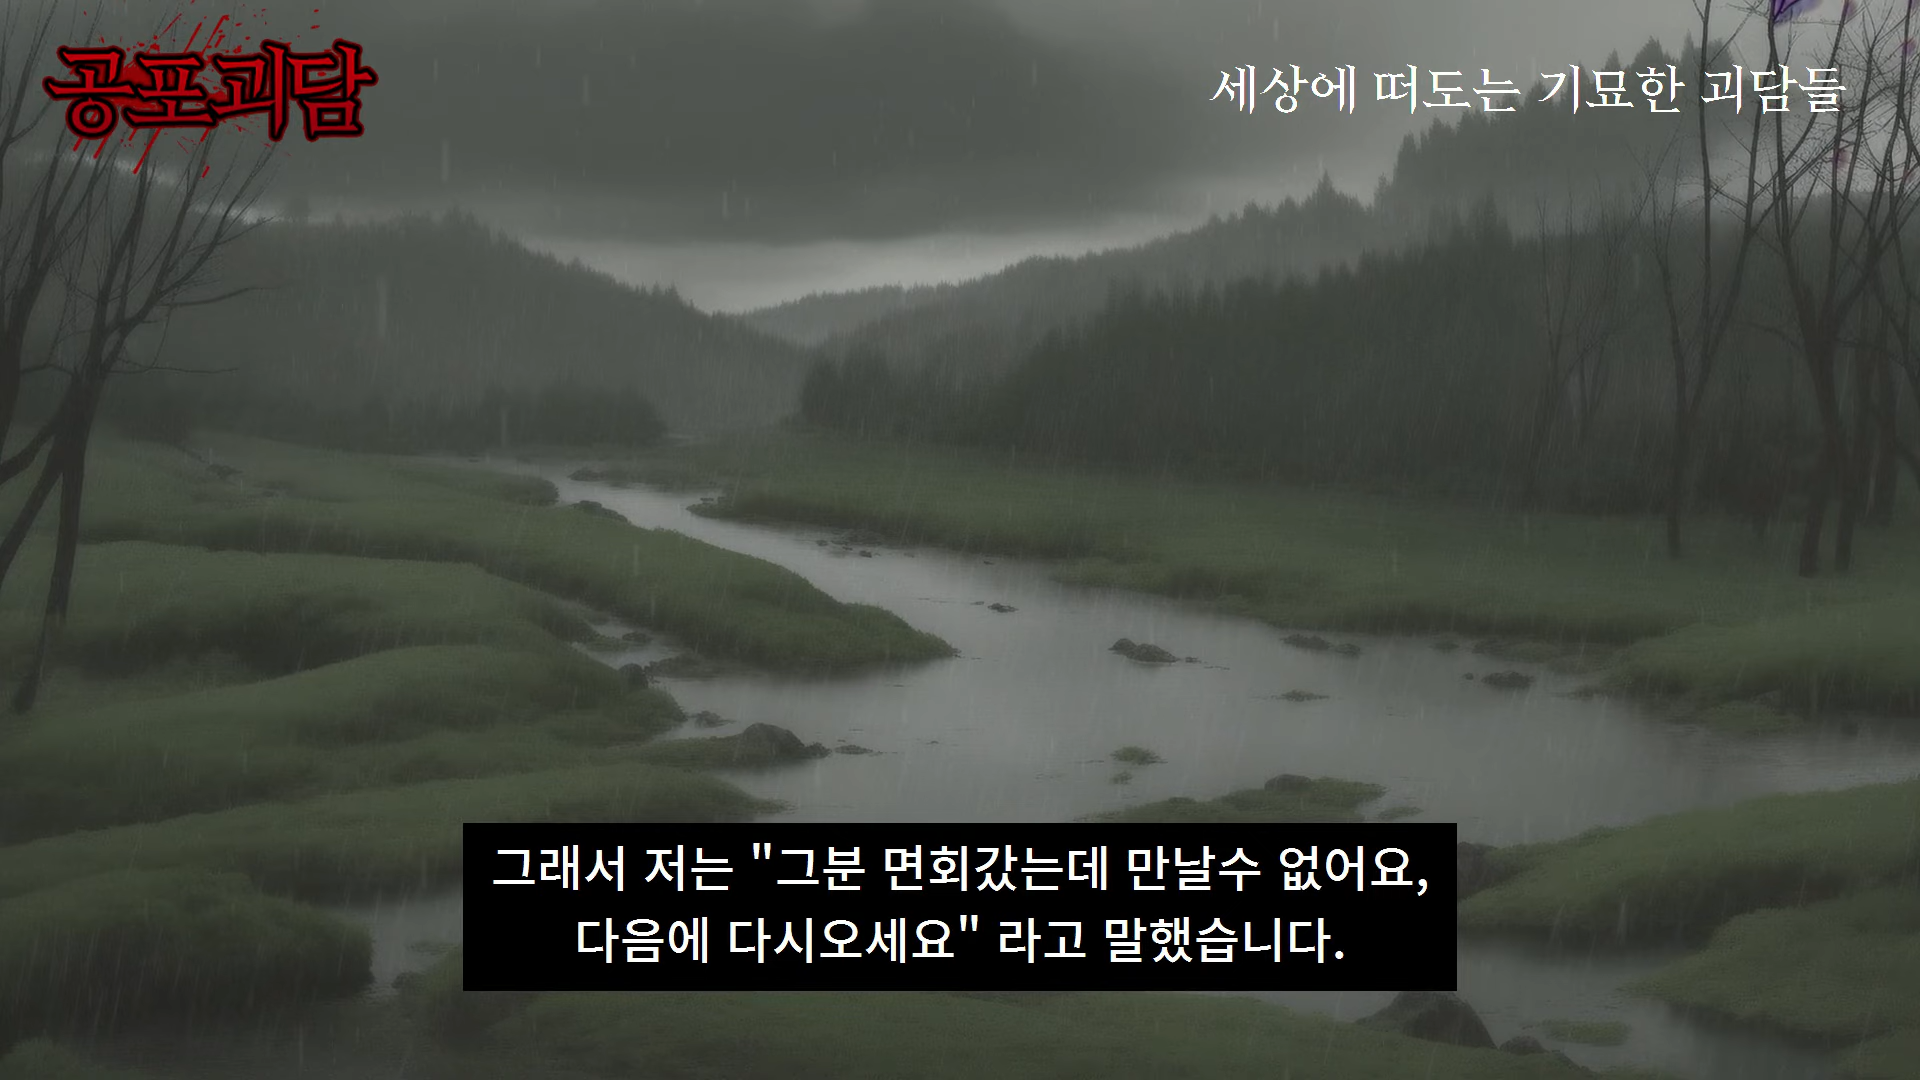 공포괴담
세상에 떠도는 기묘한 괴담들
그래서 저는 "그분 면회갔는데 만날수 없어요,
다음에 다시오세요" 라고 말했습니다.